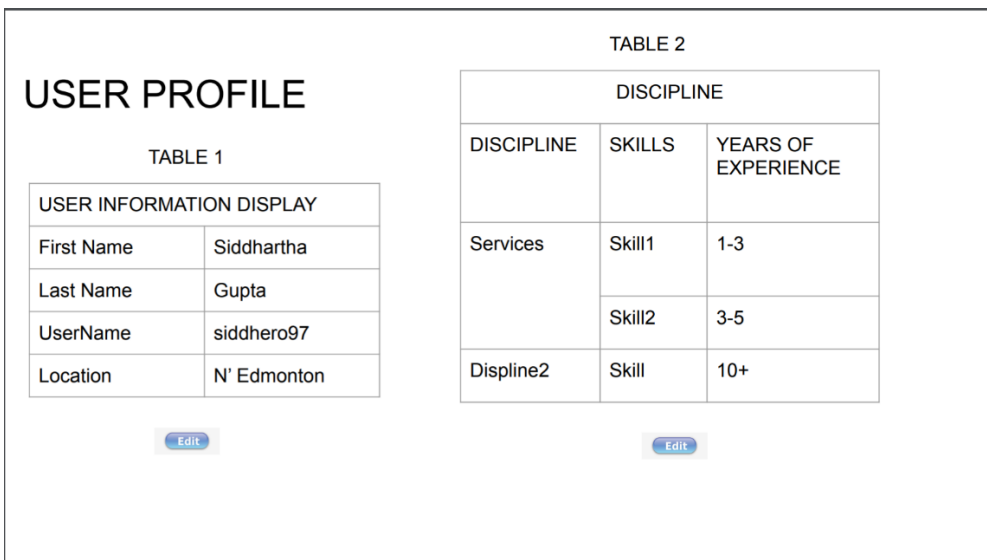 USER PROFILE
TABLE 1
USER INFORMATION DISPLAY
First Name Siddhartha
Last Name Gupta
UserName siddhero97
Location N’ Edmonton
Edit
TABLE 2
DISCIPLINE
DISCIPLINE SKILLS YEARS OF
EXPERIENCE
Services Skill1 1-3
Skill2 3-5
Displine2 Skill 10+
Edit